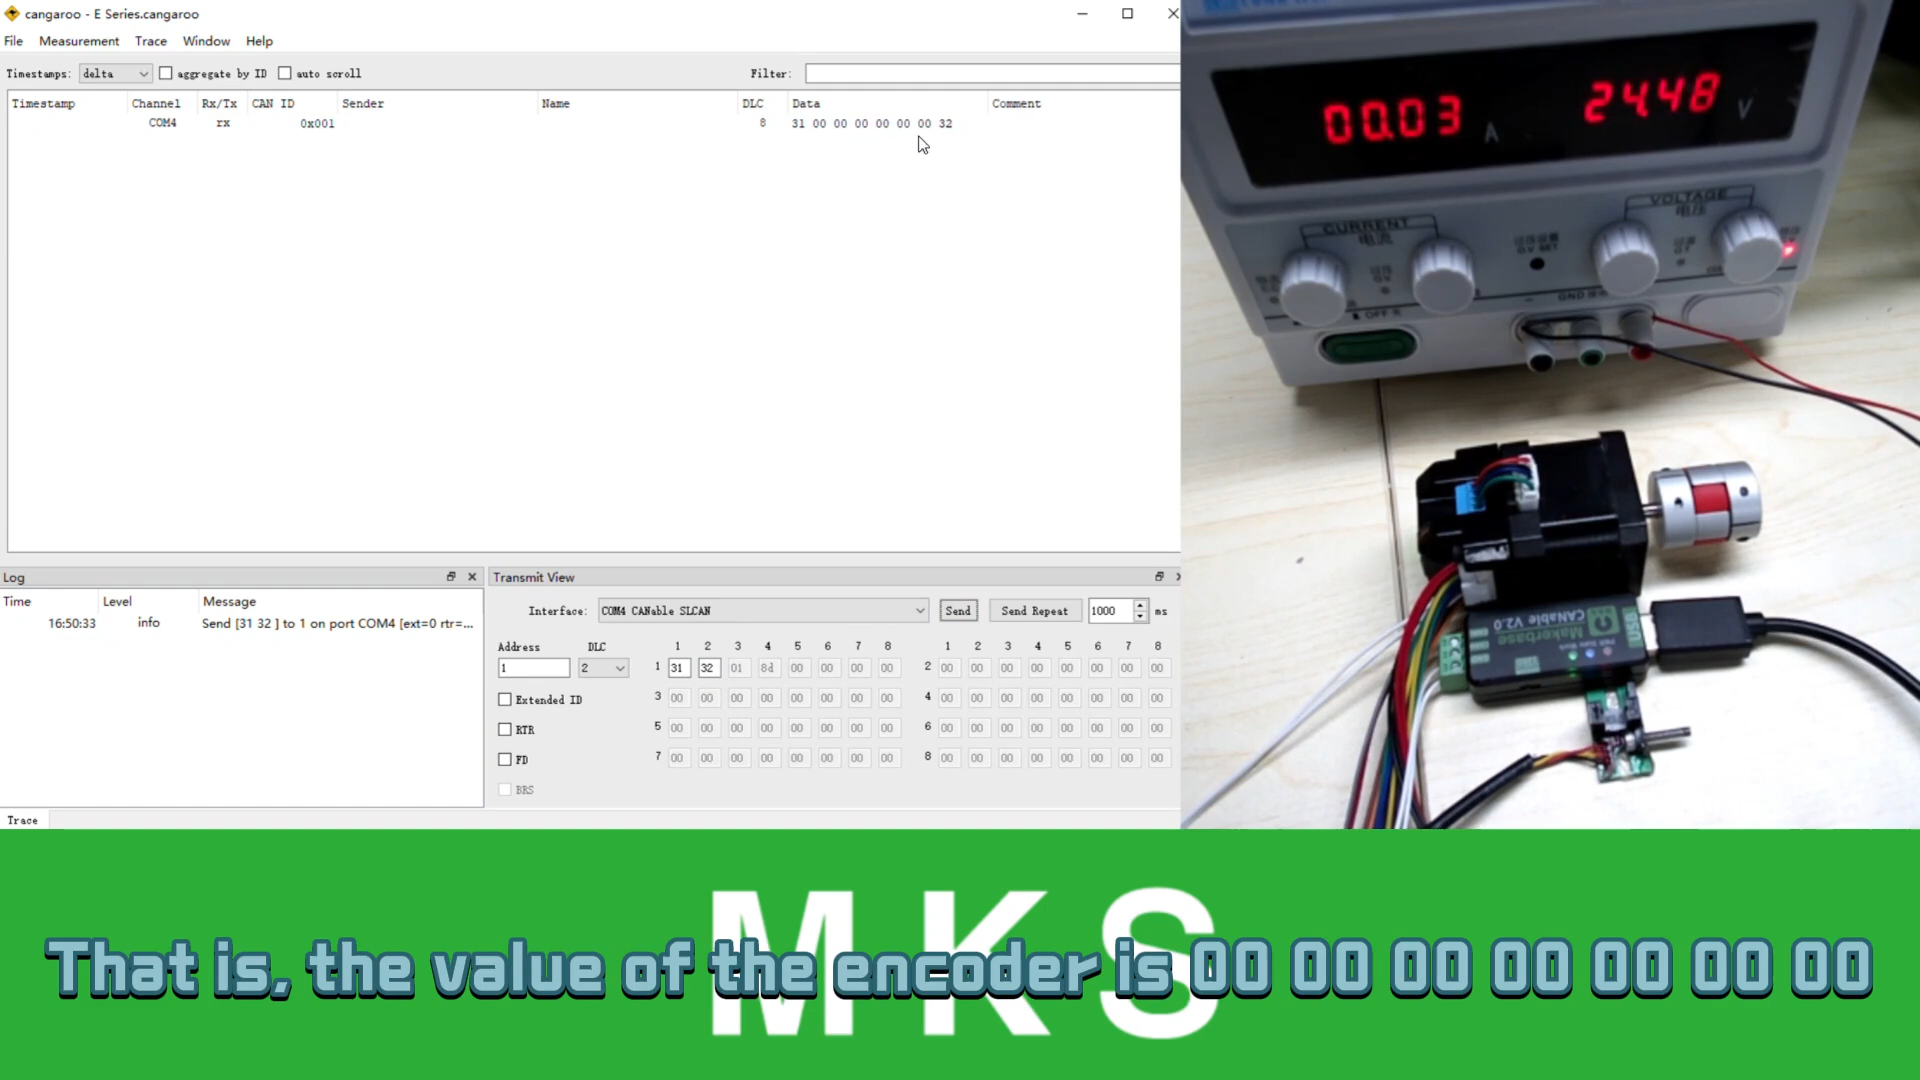 cangaroo - E Series.cangaroo
File Measurement Trace Window Help
Timestamps: delta aggregate by ID auto scroll Filter:
Timestamp Channel Rx/Tx CAN ID Sender Name DLC Data Comment
COM4 rx 0x001 8 31 00 00 00 00 00 00 32
Log
Time Level Message
16:50:33 info Send [31 32 ] to 1 on port COM4 [ext=0 rtr=...
Transmit View
Interface: COM4 CANable SLCAN Send Send Repeat 1000 ms
Address DLC 1 2 3 4 5 6 7 8 1 2 3 4 5 6 7 8
1 2 1 31 32 01 8d 00 00 00 00 2 00 00 00 00 00 00 00 00
Extended ID 3 00 00 00 00 00 00 00 00 4 00 00 00 00 00 00 00 00
RTR 5 00 00 00 00 00 00 00 00 6 00 00 00 00 00 00 00 00
FD 7 00 00 00 00 00 00 00 00 8 00 00 00 00 00 00 00 00
BRS
Trace
00.03 A 24.48 V
CURRENT
电流
VOLTAGE
电压
GND
OFF
Makerbase
CANable V2.0
USB
MKS
That is, the value of the encoder is 00 00 00 00 00 00 00